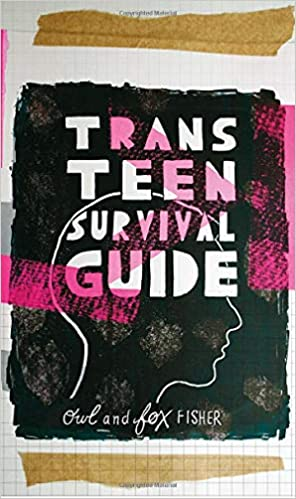 TRANS
TEEN
SURVIVAL
GUIDE
owl and fox FISHER